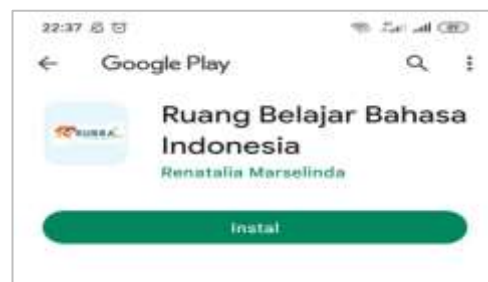 22:37
Google Play
Ruang Belajar Bahasa
Indonesia
Renatalia Marselinda
Instal